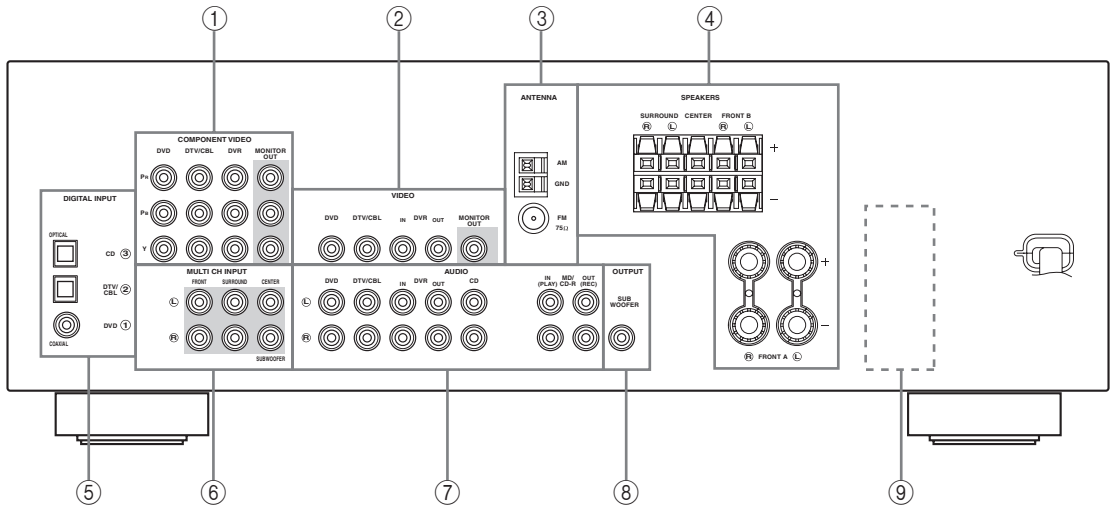 ① ② ③ ④
ANTENNA
AM
GND
FM
75Ω
SPEAKERS
SURROUND CENTER FRONT B
R L R L
+
–
COMPONENT VIDEO
DVD DTV/CBL DVR MONITOR OUT
PR
PB
Y
VIDEO
DVD DTV/CBL IN DVR OUT MONITOR OUT
DIGITAL INPUT
OPTICAL
CD ③
DTV/
CBL ②
DVD ①
COAXIAL
MULTI CH INPUT
FRONT SURROUND CENTER
L
R
SUBWOOFER
AUDIO
DVD DTV/CBL IN DVR OUT CD
IN (PLAY) MD/ CD-R OUT (REC)
L
R
OUTPUT
SUB
WOOFER
+
–
R FRONT A L
⑤ ⑥ ⑦ ⑧ ⑨